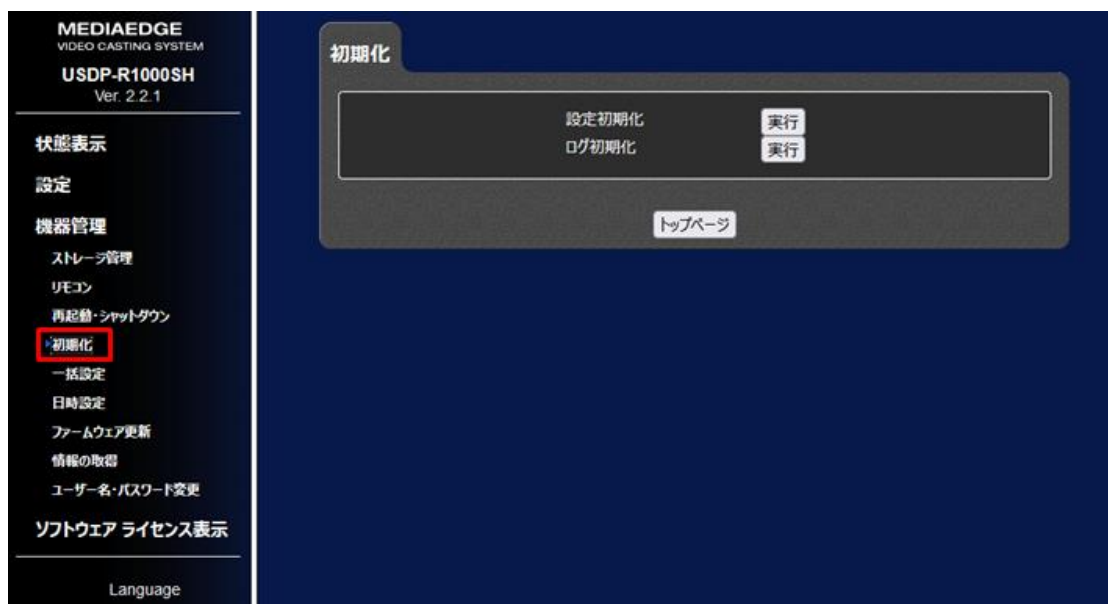 MEDIAEDGE
VIDEO CASTING SYSTEM
USDP-R1000SH
Ver. 2.2.1
状態表示
設定
機器管理
ストレージ管理
リモコン
再起動・シャットダウン
初期化
一括設定
日時設定
ファームウェア更新
情報の取得
ユーザー名・パスワード変更
ソフトウェア ライセンス表示
Language
初期化
設定初期化 実行
ログ初期化 実行
トップページ